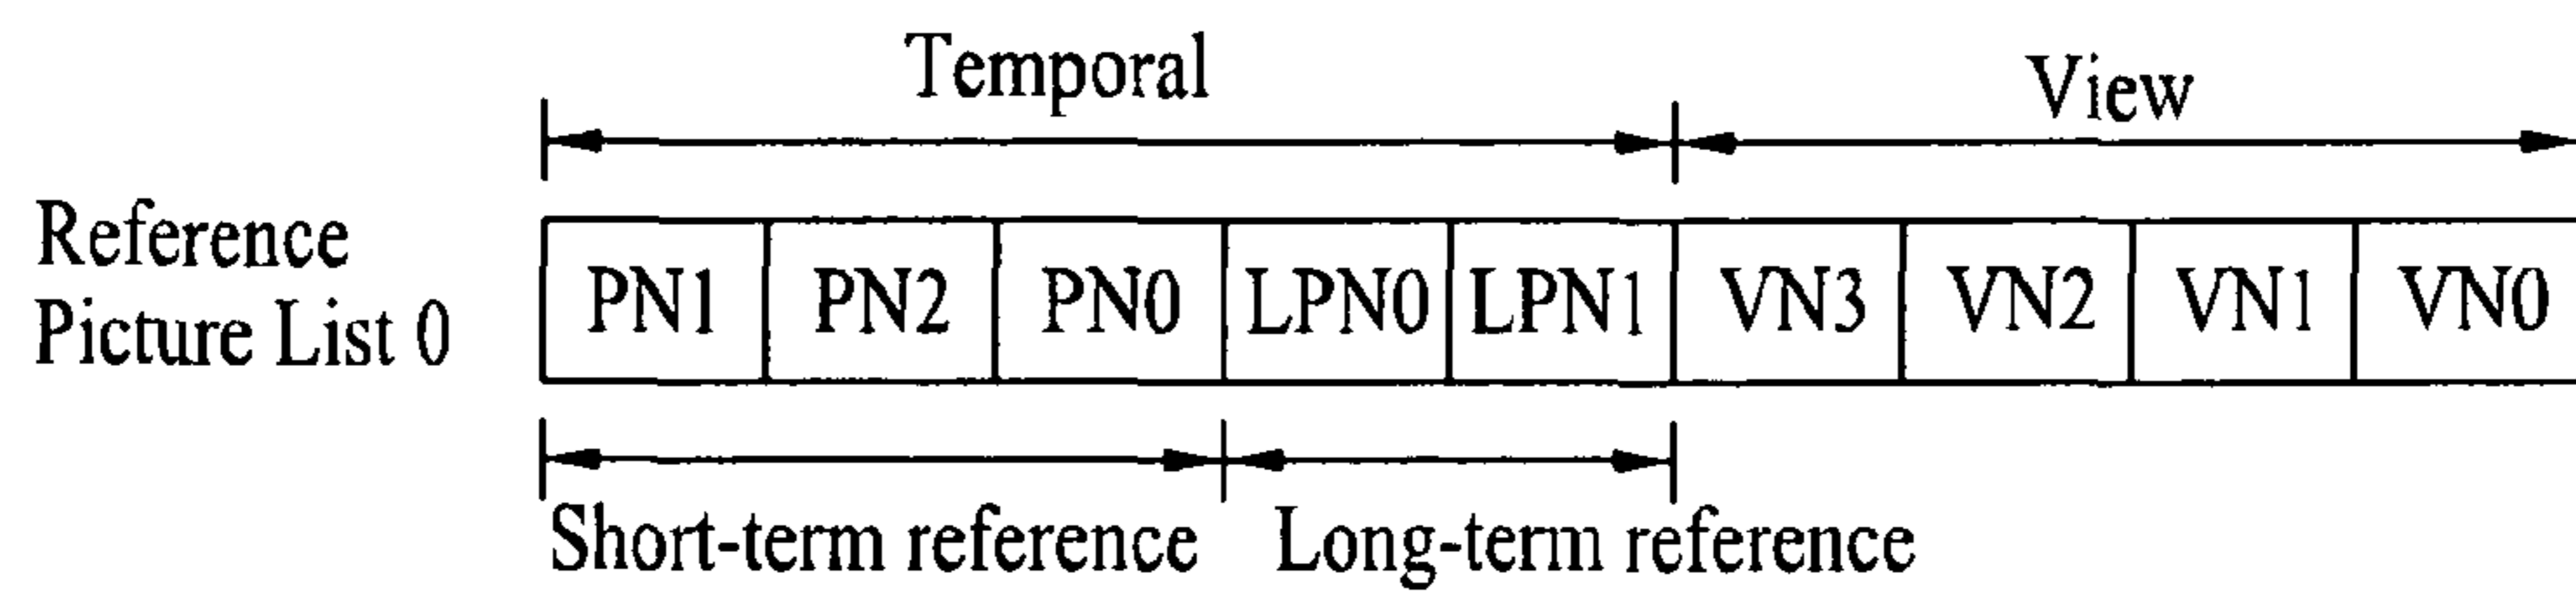 Temporal View
Reference
Picture List 0
PN1 PN2 PN0 LPN0 LPN1 VN3 VN2 VN1 VN0
Short-term reference Long-term reference